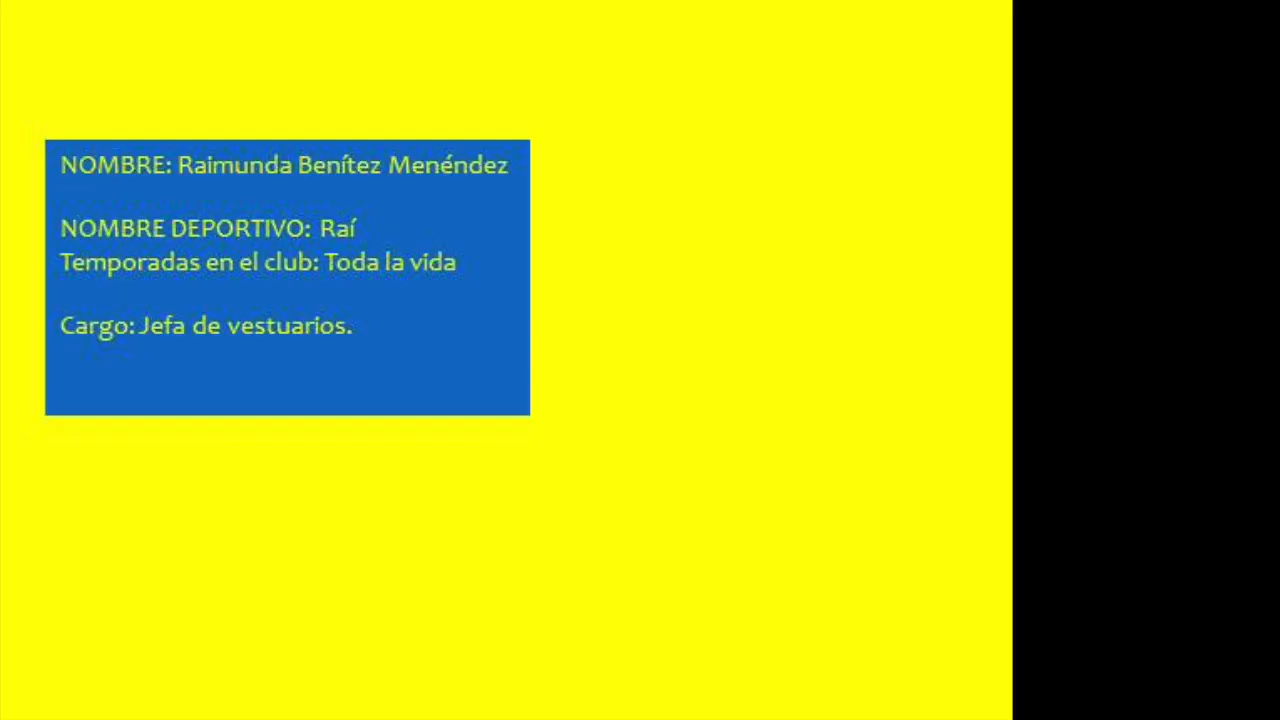 NOMBRE: Raimunda Benítez Menéndez
NOMBRE DEPORTIVO: Raí
Temporadas en el club: Toda la vida
Cargo: Jefa de vestuarios.